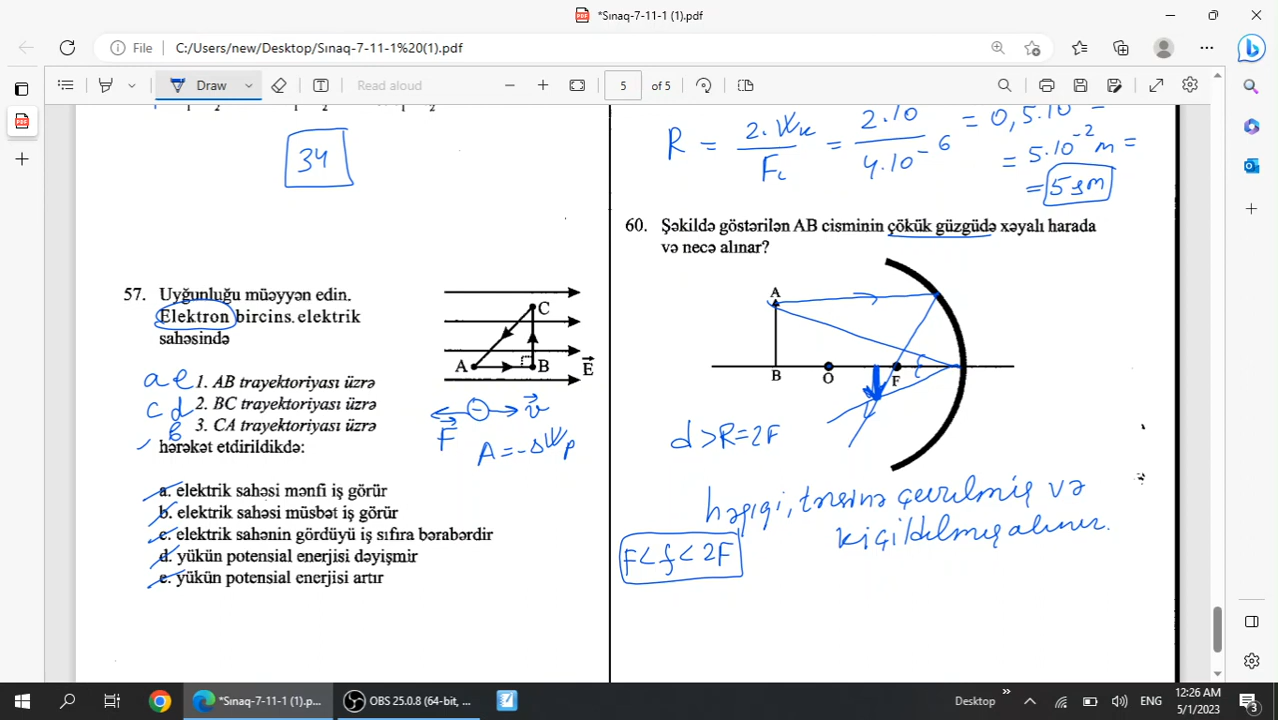 *Sınaq-7-11-1 (1).pdf
File
C:/Users/new/Desktop/Sınaq-7-11-1%20(1).pdf
Draw
Read aloud
5
of 5
34
R = 2.Wk / Fc = 2.10 / 4.10 -6 = 0,5.10
= 5.10⁻² m =
= 5 sm
57. Uyğunluğu müəyyən edin.
Elektron bircins elektrik
sahəsində
C
A
B
E
a e 1. AB trayektoriyası üzrə
c d 2. BC trayektoriyası üzrə
b 3. CA trayektoriyası üzrə
hərəkət etdirildikdə:
F
v
A = -ΔWp
a. elektrik sahəsi mənfi iş görür
b. elektrik sahəsi müsbət iş görür
c. elektrik sahənin gördüyü iş sıfıra bərabərdir
d. yükün potensial enerjisi dəyişmir
e. yükün potensial enerjisi artır
60. Şəkildə göstərilən AB cisminin çökük güzgüdə xəyalı harada
və necə alınar?
A
B
O
F
d > R = 2F
həqiqi, tərsinə çevrilmiş və
kiçildilmiş alınır.
F < f < 2F
*Sınaq-7-11-1 (1).p...
OBS 25.0.8 (64-bit, ...
Desktop
ENG
12:26 AM
5/1/2023
3